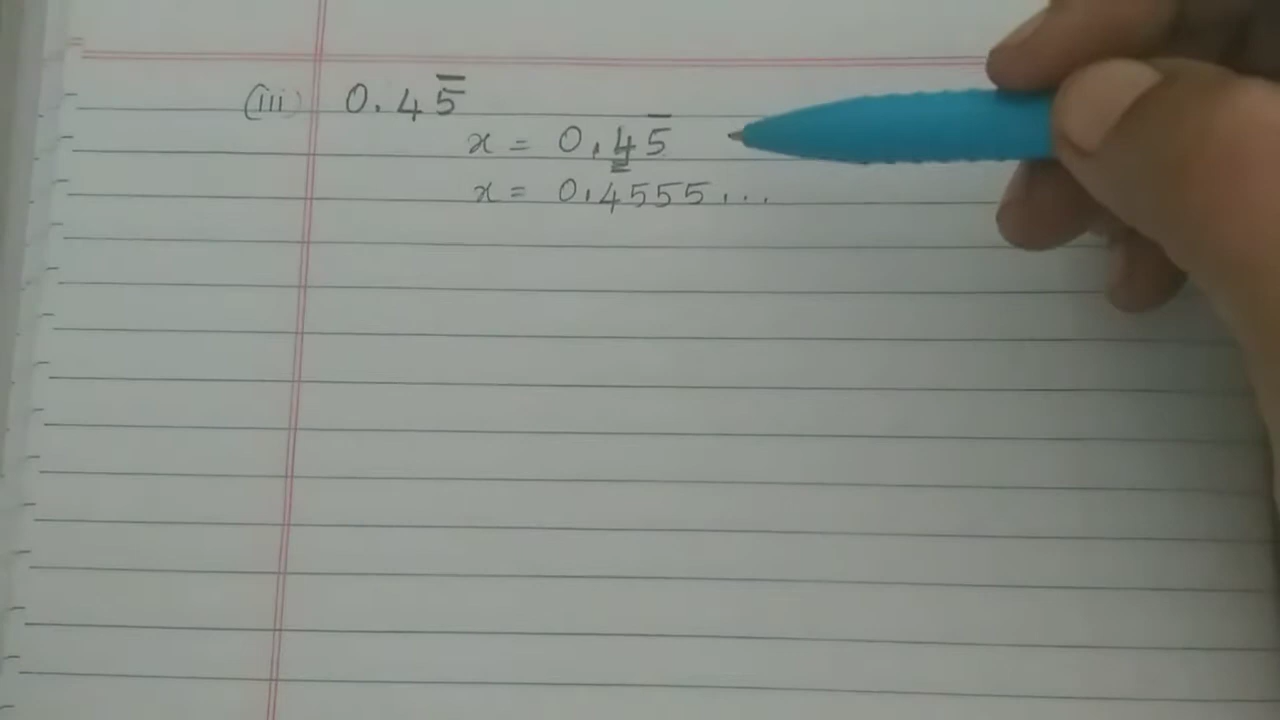 (iii) 0.45̅
x = 0.45̅
x = 0.4555...